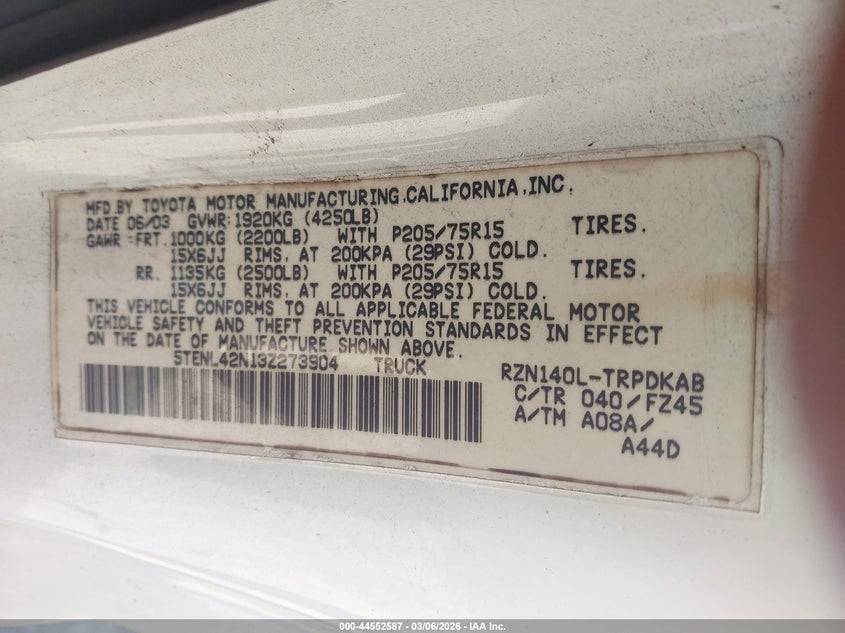 MFD.BY TOYOTA MOTOR MANUFACTURING,CALIFORNIA,INC.
DATE 06/03 GVWR:1920KG (4250LB)
GAWR =FRT. 1000KG (2200LB) WITH P205/75R15 TIRES.
15X6JJ RIMS, AT 200KPA (29PSI) COLD.
RR. 1135KG (2500LB) WITH P205/75R15 TIRES.
15X6JJ RIMS, AT 200KPA (29PSI) COLD.
THIS VEHICLE CONFORMS TO ALL APPLICABLE FEDERAL MOTOR
VEHICLE SAFETY AND THEFT PREVENTION STANDARDS IN EFFECT
ON THE DATE OF MANUFACTURE SHOWN ABOVE.
5TENL42N13Z273904 TRUCK
RZN140L-TRPDKAB
C/TR 040/FZ45
A/TM A08A/
A44D
000-44552587 - 03/06/2026 - IAA Inc.